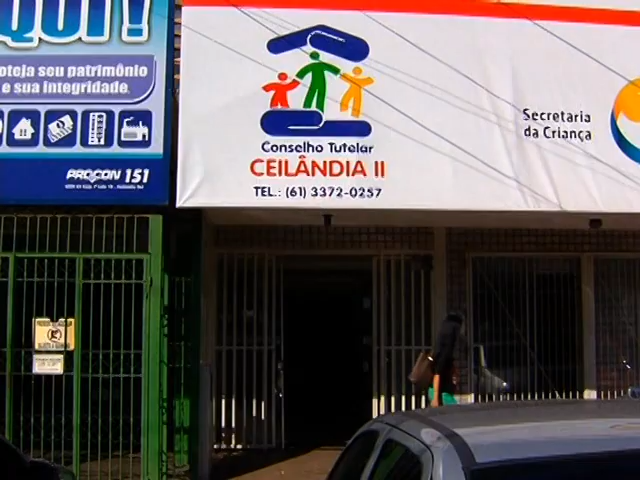 QUI!
oteja seu patrimônio
e sua integridade.
PROCON 151
Conselho Tutelar
CEILÂNDIA II
TEL.: (61) 3372-0257
Secretaria
da Criança